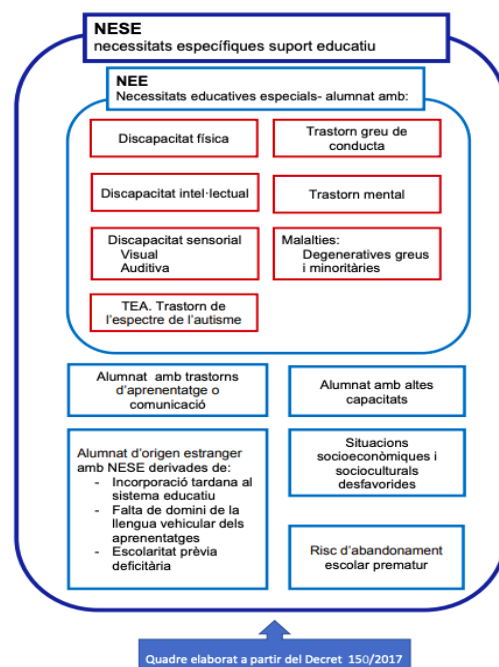 NESE
necessitats específiques suport educatiu
NEE
Necessitats educatives especials- alumnat amb:
Discapacitat física
Trastorn greu de
conducta
Discapacitat intel·lectual
Trastorn mental
Discapacitat sensorial
Visual
Auditiva
Malalties:
Degeneratives greus
i minoritàries
TEA. Trastorn de
l'espectre de l'autisme
Alumnat amb trastorns
d'aprenentatge o
comunicació
Alumnat amb altes
capacitats
Alumnat d'origen estranger
amb NESE derivades de:
- Incorporació tardana al
sistema educatiu
- Falta de domini de la
llengua vehicular dels
aprenentatges
- Escolaritat prèvia
deficitària
Situacions
socioeconòmiques i
socioculturals
desfavorides
Risc d'abandonament
escolar prematur
Quadre elaborat a partir del Decret 150/2017